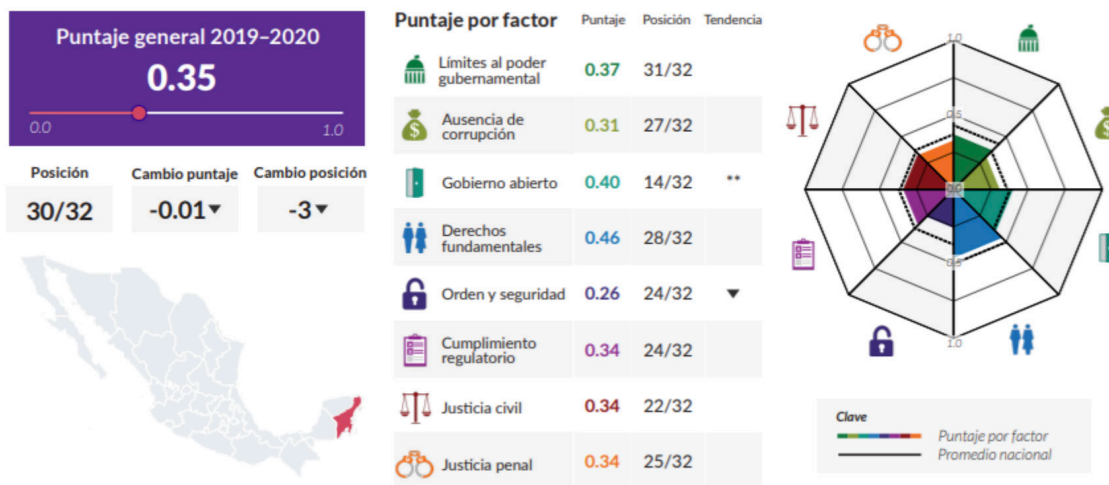 Puntaje general 2019–2020
0.35
0.0
1.0
Posición
Cambio puntaje
Cambio posición
30/32
-0.01▼
-3▼
Puntaje por factor Puntaje Posición Tendencia
Límites al poder
gubernamental
0.37 31/32
Ausencia de
corrupción
0.31 27/32
Gobierno abierto 0.40 14/32 **
Derechos
fundamentales
0.46 28/32
Orden y seguridad 0.26 24/32 ▼
Cumplimiento
regulatorio
0.34 24/32
Justicia civil 0.34 22/32
Justicia penal 0.34 25/32
1.0
0.5
0.0
0.5
1.0
Clave
Puntaje por factor
Promedio nacional